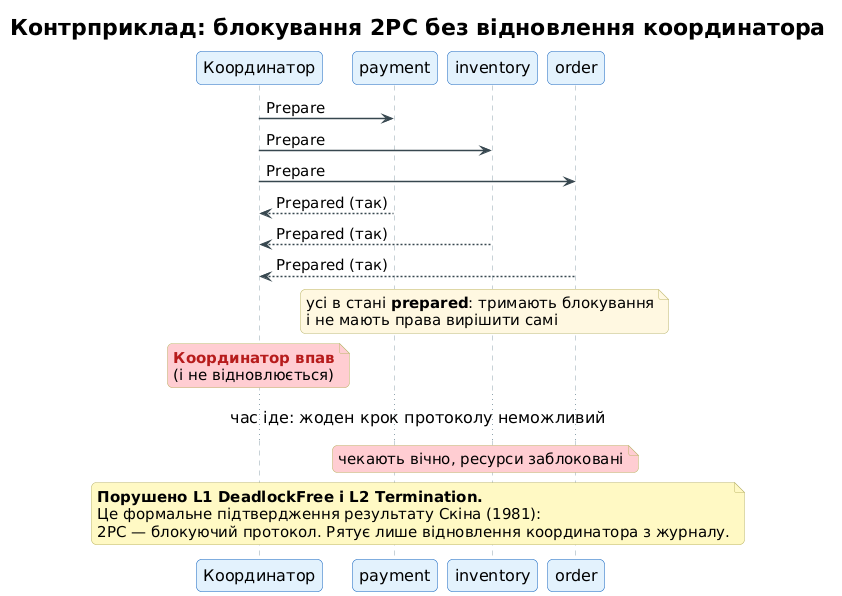 Контрприклад: блокування 2PC без відновлення координатора
Координатор payment inventory order
Prepare
Prepare
Prepare
Prepared (так)
Prepared (так)
Prepared (так)
усі в стані prepared: тримають блокування
і не мають права вирішити самі
Координатор впав
(і не відновлюється)
час іде: жоден крок протоколу неможливий
чекають вічно, ресурси заблоковані
Порушено L1 DeadlockFree і L2 Termination.
Це формальне підтвердження результату Скіна (1981):
2PC — блокуючий протокол. Рятує лише відновлення координатора з журналу.
Координатор payment inventory order